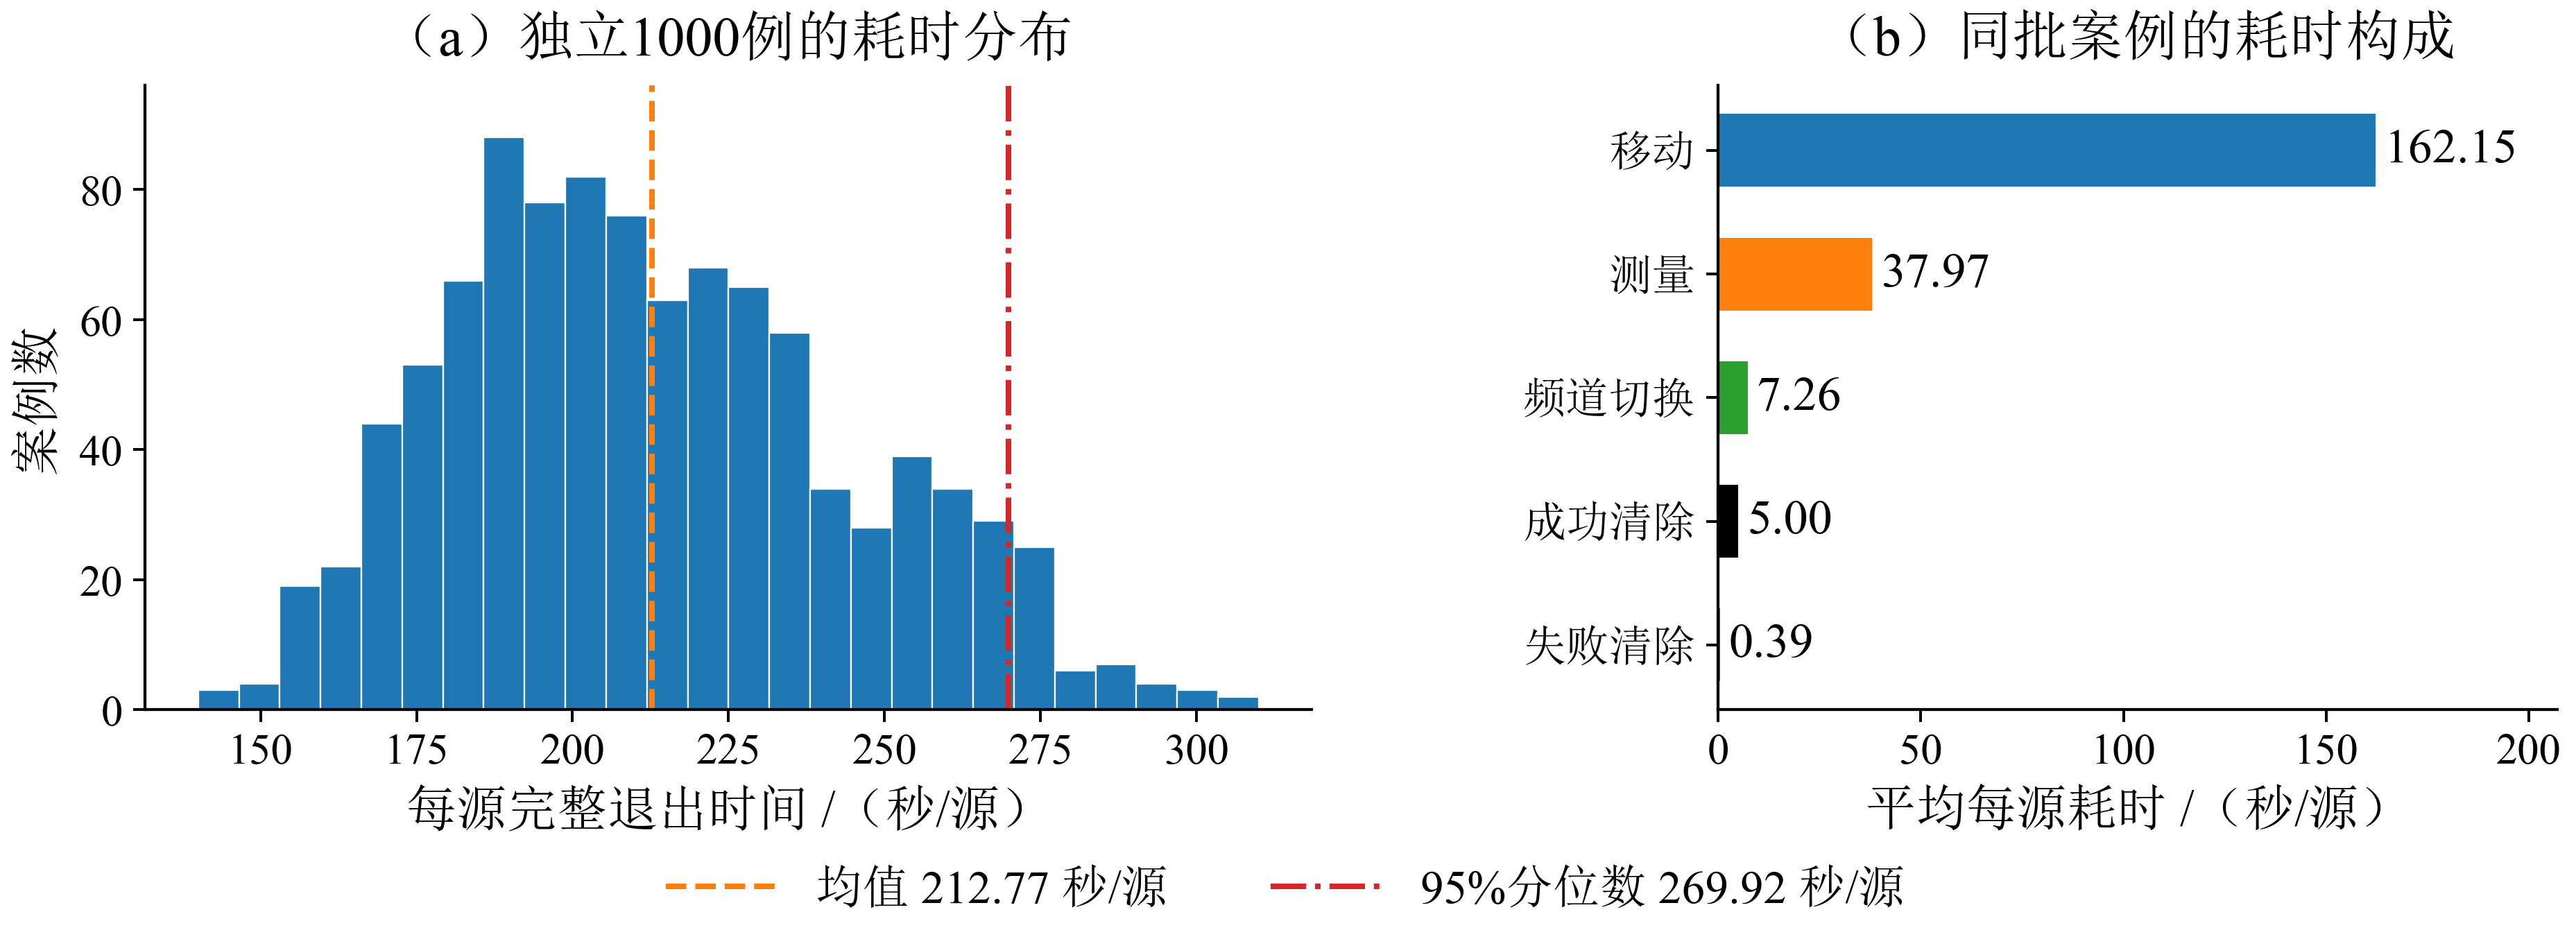 （a）独立1000例的耗时分布
案例数
80
60
40
20
0
150 175 200 225 250 275 300
每源完整退出时间 /（秒/源）
（b）同批案例的耗时构成
移动 162.15
测量 37.97
频道切换 7.26
成功清除 5.00
失败清除 0.39
0 50 100 150 200
平均每源耗时 /（秒/源）
均值 212.77 秒/源
95%分位数 269.92 秒/源